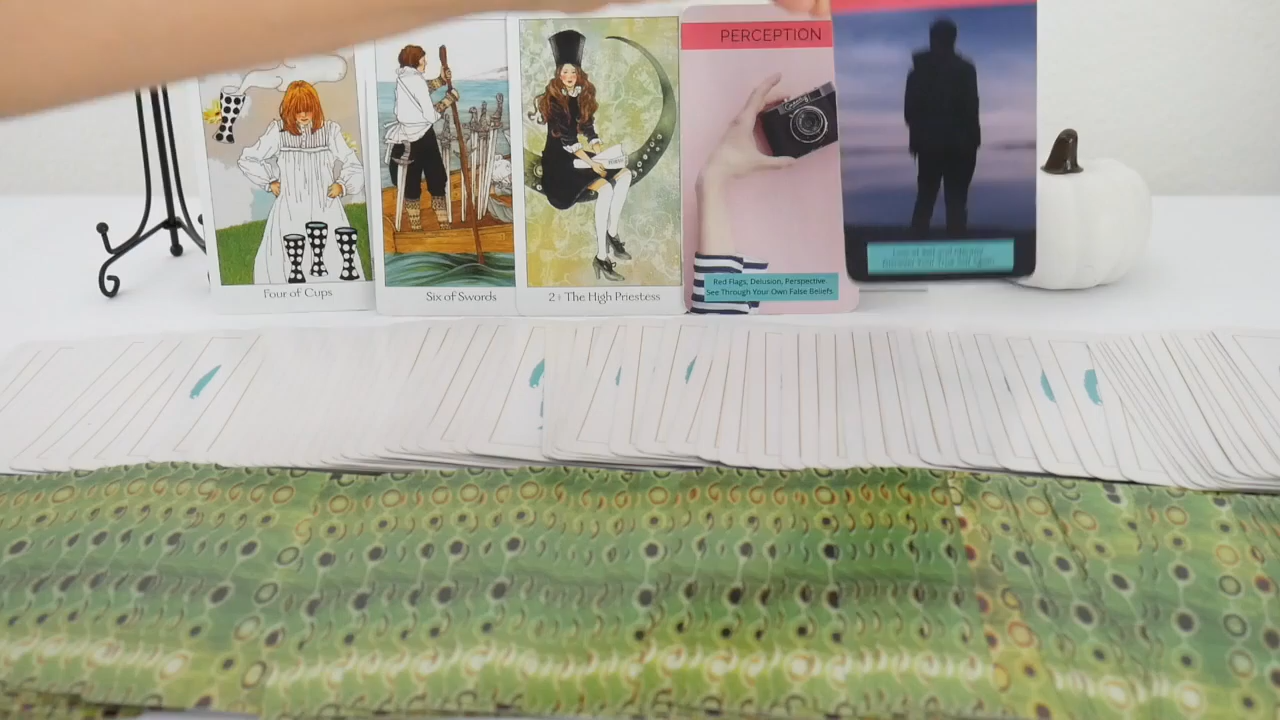 Four of Cups
Six of Swords
2 The High Priestess
PERCEPTION
Red Flags, Delusion, Perspective.
See Through Your Own False Beliefs.